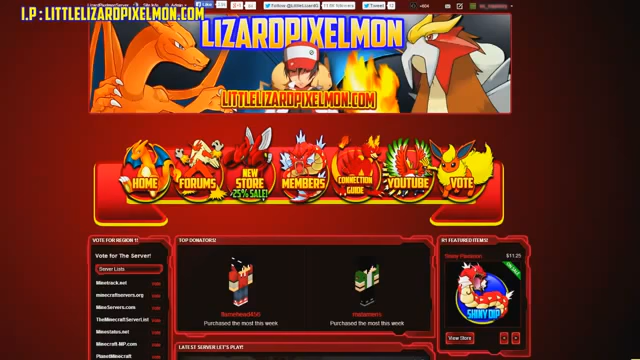 I.P : LITTLELIZARDPIXELMON.COM
LIZARDPIXELMON
LITTLELIZARDPIXELMON.COM
HOME
FORUMS
NEW
STORE
25% SALE!
MEMBERS
CONNECTION
GUIDE
YOUTUBE
VOTE
VOTE FOR REGION 1!
Vote for The Server!
Server Lists
Minetrack.net
minecraftservers.org
MineServers.com
TheMinecraftServerList
Minestatus.net
Minecraft-MP.com
PlanetMinecraft
TOP DONATORS!
Purchased the most this week
Purchased the most this week
LATEST SERVER LET'S PLAY!
R1 FEATURED ITEMS!
$11.25
ON SALE
SHINY DIP
View Store